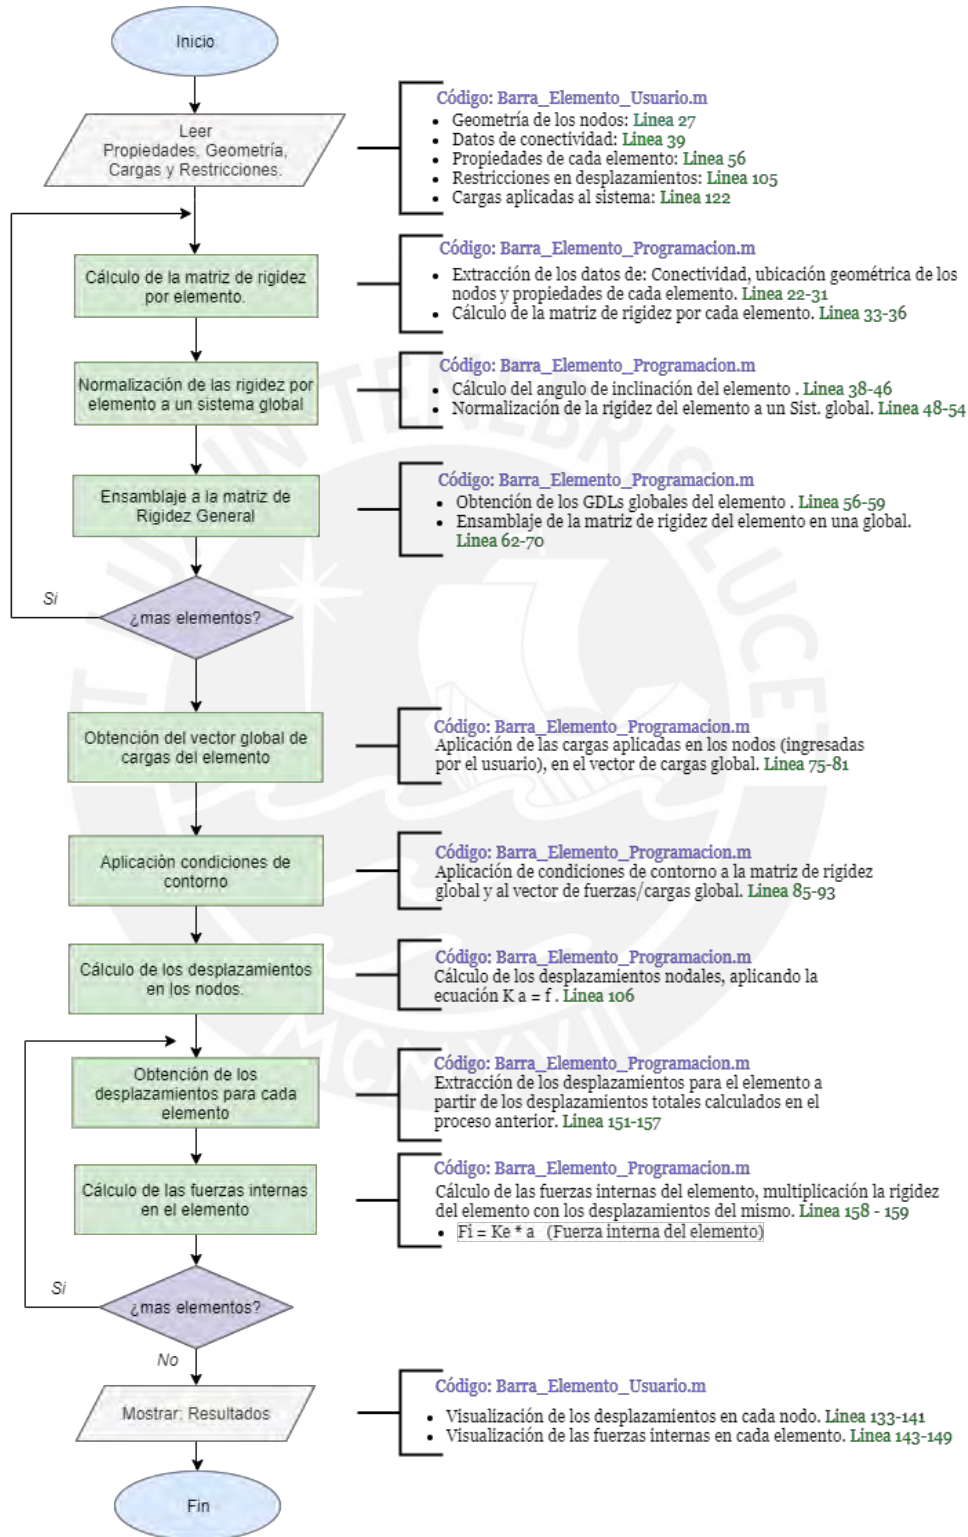 Inicio
Leer
Propiedades, Geometría,
Cargas y Restricciones.
Código: Barra_Elemento_Usuario.m
• Geometría de los nodos: Linea 27
• Datos de conectividad: Linea 39
• Propiedades de cada elemento: Linea 56
• Restricciones en desplazamientos: Linea 105
• Cargas aplicadas al sistema: Linea 122
Cálculo de la matriz de rigidez
por elemento.
Código: Barra_Elemento_Programacion.m
• Extracción de los datos de: Conectividad, ubicación geométrica de los
nodos y propiedades de cada elemento. Linea 22-31
• Cálculo de la matriz de rigidez por cada elemento. Linea 33-36
Normalización de las rigidez por
elemento a un sistema global
Código: Barra_Elemento_Programacion.m
• Cálculo del angulo de inclinación del elemento . Linea 38-46
• Normalización de la rigidez del elemento a un Sist. global. Linea 48-54
Ensamblaje a la matriz de
Rigidez General
Código: Barra_Elemento_Programacion.m
• Obtención de los GDLs globales del elemento . Linea 56-59
• Ensamblaje de la matriz de rigidez del elemento en una global.
Linea 62-70
Si
¿mas elementos?
Obtención del vector global de
cargas del elemento
Código: Barra_Elemento_Programacion.m
Aplicación de las cargas aplicadas en los nodos (ingresadas
por el usuario), en el vector de cargas global. Linea 75-81
Aplicación condiciones de
contorno
Código: Barra_Elemento_Programacion.m
Aplicación de condiciones de contorno a la matriz de rigidez
global y al vector de fuerzas/cargas global. Linea 85-93
Cálculo de los desplazamientos
en los nodos.
Código: Barra_Elemento_Programacion.m
Cálculo de los desplazamientos nodales, aplicando la
ecuación K a = f . Linea 106
Obtención de los
desplazamientos para cada
elemento
Código: Barra_Elemento_Programacion.m
Extracción de los desplazamientos para el elemento a
partir de los desplazamientos totales calculados en el
proceso anterior. Linea 151-157
Cálculo de las fuerzas internas
en el elemento
Código: Barra_Elemento_Programacion.m
Cálculo de las fuerzas internas del elemento, multiplicación la rigidez
del elemento con los desplazamientos del mismo. Linea 158 - 159
• Fi = Ke * a (Fuerza interna del elemento)
Si
¿mas elementos?
No
Mostrar: Resultados
Código: Barra_Elemento_Usuario.m
• Visualización de los desplazamientos en cada nodo. Linea 133-141
• Visualización de las fuerzas internas en cada elemento. Linea 143-149
Fin
ET LUX IN TENEBRIS LUCET
MCMXVII